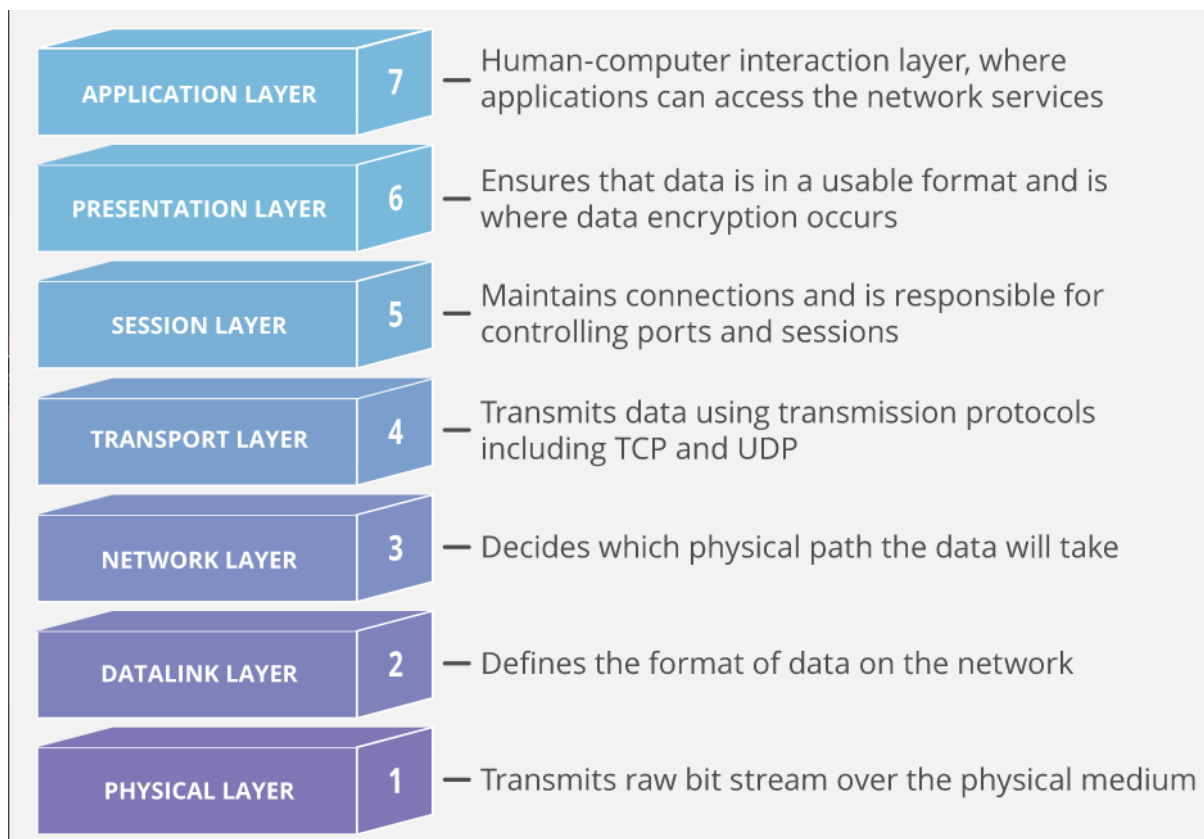 APPLICATION LAYER 7
Human-computer interaction layer, where
applications can access the network services
PRESENTATION LAYER 6
Ensures that data is in a usable format and is
where data encryption occurs
SESSION LAYER 5
Maintains connections and is responsible for
controlling ports and sessions
TRANSPORT LAYER 4
Transmits data using transmission protocols
including TCP and UDP
NETWORK LAYER 3
Decides which physical path the data will take
DATALINK LAYER 2
Defines the format of data on the network
PHYSICAL LAYER 1
Transmits raw bit stream over the physical medium